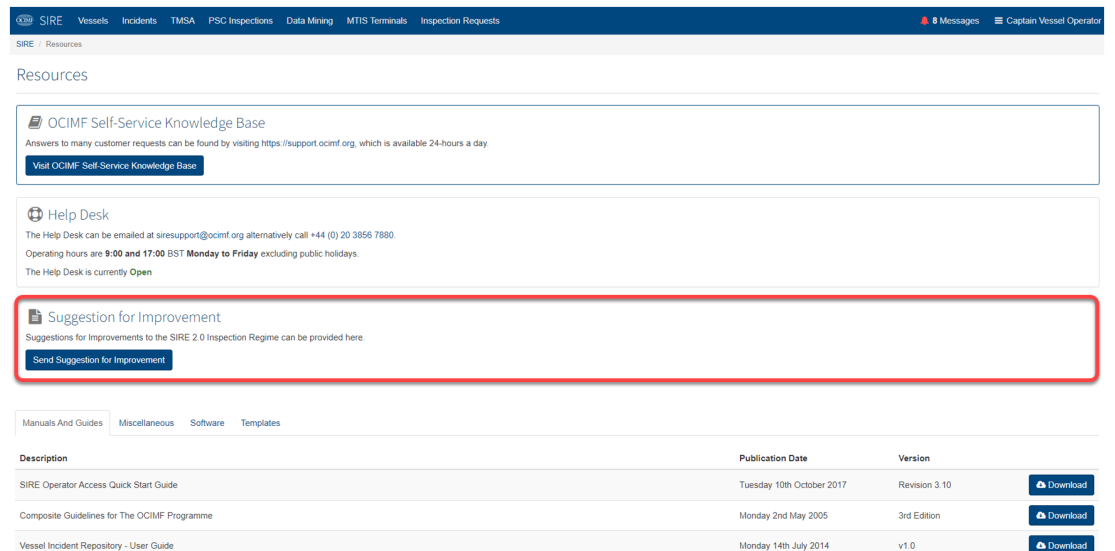 OCIMF SIRE Vessels Incidents TMSA PSC Inspections Data Mining MTIS Terminals Inspection Requests 8 Messages Captain Vessel Operator
SIRE / Resources
Resources
OCIMF Self-Service Knowledge Base
Answers to many customer requests can be found by visiting https://support.ocimf.org, which is available 24-hours a day.
Visit OCIMF Self-Service Knowledge Base
Help Desk
The Help Desk can be emailed at siresupport@ocimf.org alternatively call +44 (0) 20 3856 7880.
Operating hours are 9:00 and 17:00 BST Monday to Friday excluding public holidays.
The Help Desk is currently Open
Suggestion for Improvement
Suggestions for Improvements to the SIRE 2.0 Inspection Regime can be provided here.
Send Suggestion for Improvement
Manuals And Guides Miscellaneous Software Templates
Description Publication Date Version
SIRE Operator Access Quick Start Guide Tuesday 10th October 2017 Revision 3.10 Download
Composite Guidelines for The OCIMF Programme Monday 2nd May 2005 3rd Edition Download
Vessel Incident Repository - User Guide Monday 14th July 2014 v1.0 Download